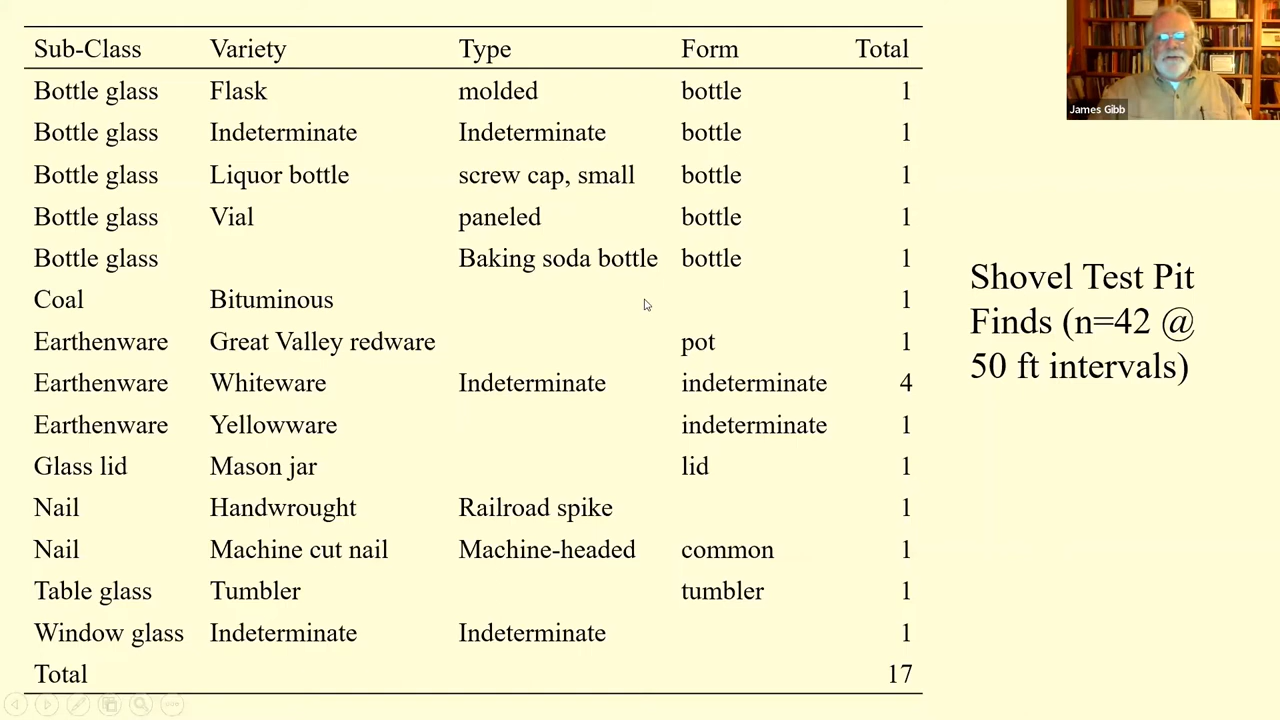 Sub-Class Variety Type Form Total
Bottle glass Flask molded bottle 1
Bottle glass Indeterminate Indeterminate bottle 1
Bottle glass Liquor bottle screw cap, small bottle 1
Bottle glass Vial paneled bottle 1
Bottle glass Baking soda bottle bottle 1
Coal Bituminous 1
Earthenware Great Valley redware pot 1
Earthenware Whiteware Indeterminate indeterminate 4
Earthenware Yellowware indeterminate 1
Glass lid Mason jar lid 1
Nail Handwrought Railroad spike 1
Nail Machine cut nail Machine-headed common 1
Table glass Tumbler tumbler 1
Window glass Indeterminate Indeterminate 1
Total 17
James Gibb
Shovel Test Pit
Finds (n=42 @
50 ft intervals)